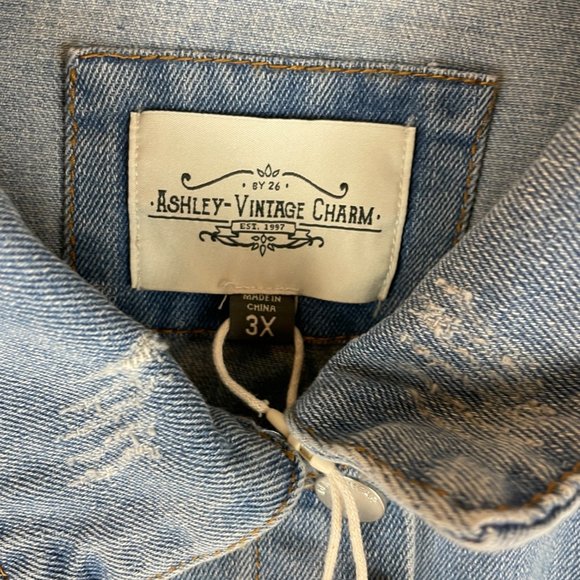 · BY 26 ·
· ASHLEY-VINTAGE CHARM ·
EST. 1997
MADE IN
CHINA
3X